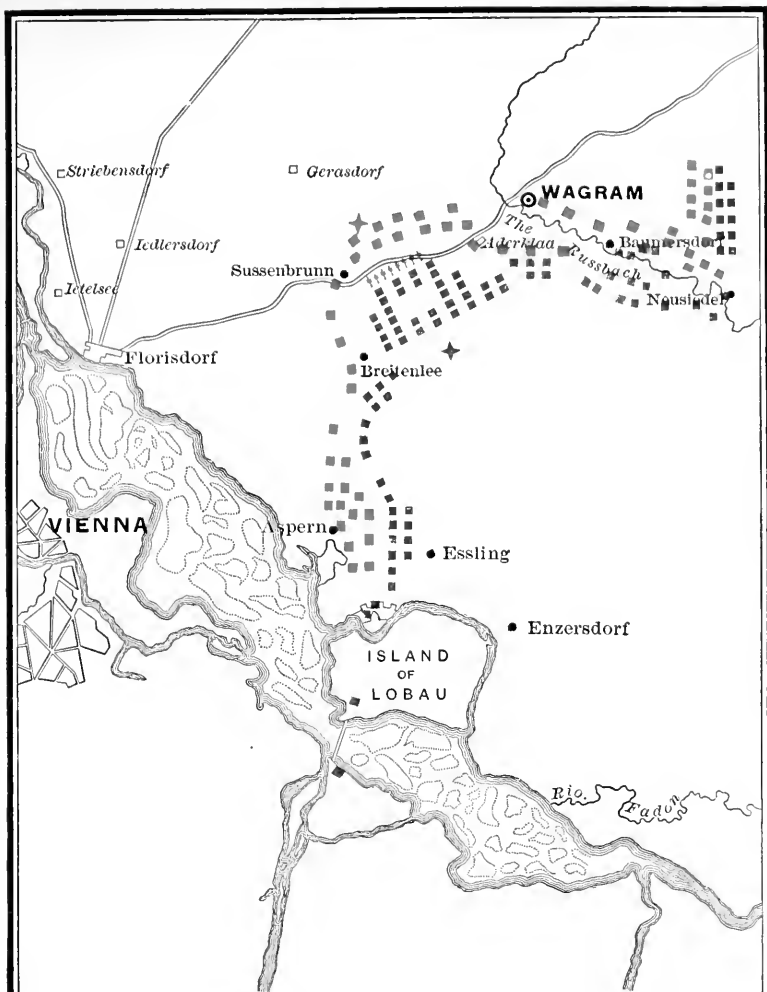 Striebensdorf
Gerasdorf
WAGRAM
Iedlersdorf
The
Russbach
Aderklaa
Baumersdorf
Sussenbrunn
Ietelsee
Neusiedel
Florisdorf
Breitenlee
VIENNA
Aspern
Essling
Enzersdorf
ISLAND
OF
LOBAU
Rio.
Fadon